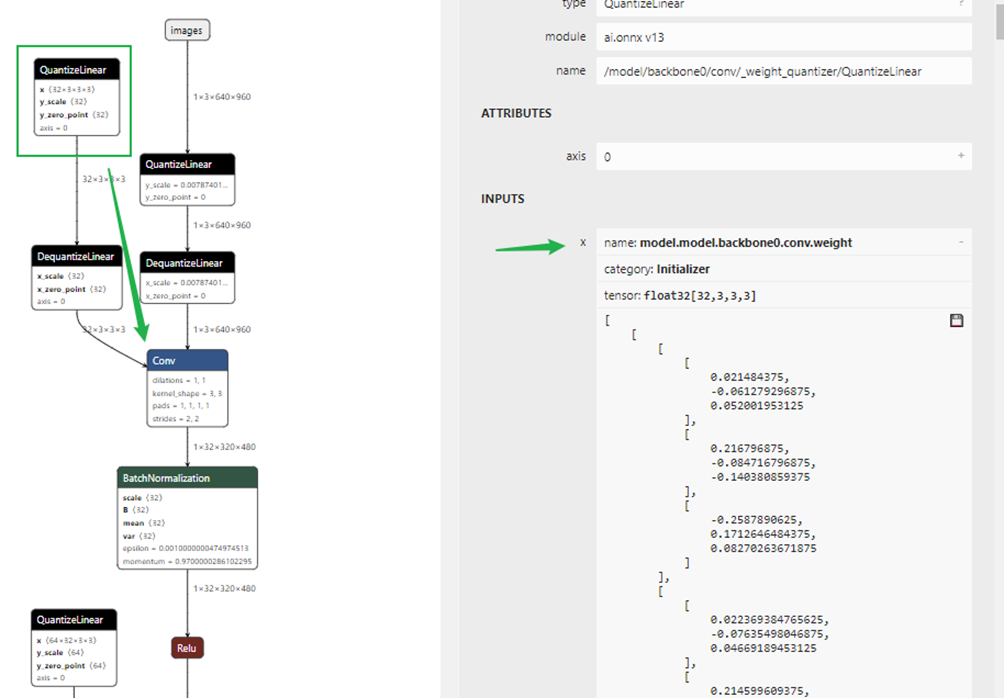 images
QuantizeLinear
x ⟨32×3×3×3⟩
y_scale ⟨32⟩
y_zero_point ⟨32⟩
axis = 0
1×3×640×960
32×3×3×3
QuantizeLinear
y_scale = 0.00787401...
y_zero_point = 0
1×3×640×960
DequantizeLinear
x_scale ⟨32⟩
x_zero_point ⟨32⟩
axis = 0
DequantizeLinear
x_scale = 0.00787401...
x_zero_point = 0
32×3×3×3
1×3×640×960
Conv
dilations = 1, 1
kernel_shape = 3, 3
pads = 1, 1, 1, 1
strides = 2, 2
1×32×320×480
BatchNormalization
scale ⟨32⟩
B ⟨32⟩
mean ⟨32⟩
var ⟨32⟩
epsilon = 0.0010000000474974513
momentum = 0.9700000286102295
1×32×320×480
QuantizeLinear
x ⟨64×32×3×3⟩
y_scale ⟨64⟩
y_zero_point ⟨64⟩
axis = 0
Relu
type QuantizeLinear ?
module ai.onnx v13
name /model/backbone0/conv/_weight_quantizer/QuantizeLinear
ATTRIBUTES
axis 0 +
INPUTS
x name: model.model.backbone0.conv.weight -
category: Initializer
tensor: float32[32,3,3,3]
[
[
[
[
0.021484375,
-0.061279296875,
0.052001953125
],
[
0.216796875,
-0.084716796875,
-0.140380859375
],
[
-0.2587890625,
0.1712646484375,
0.08270263671875
]
],
[
[
0.022369384765625,
-0.07635498046875,
0.04669189453125
],
[
0.214599609375,